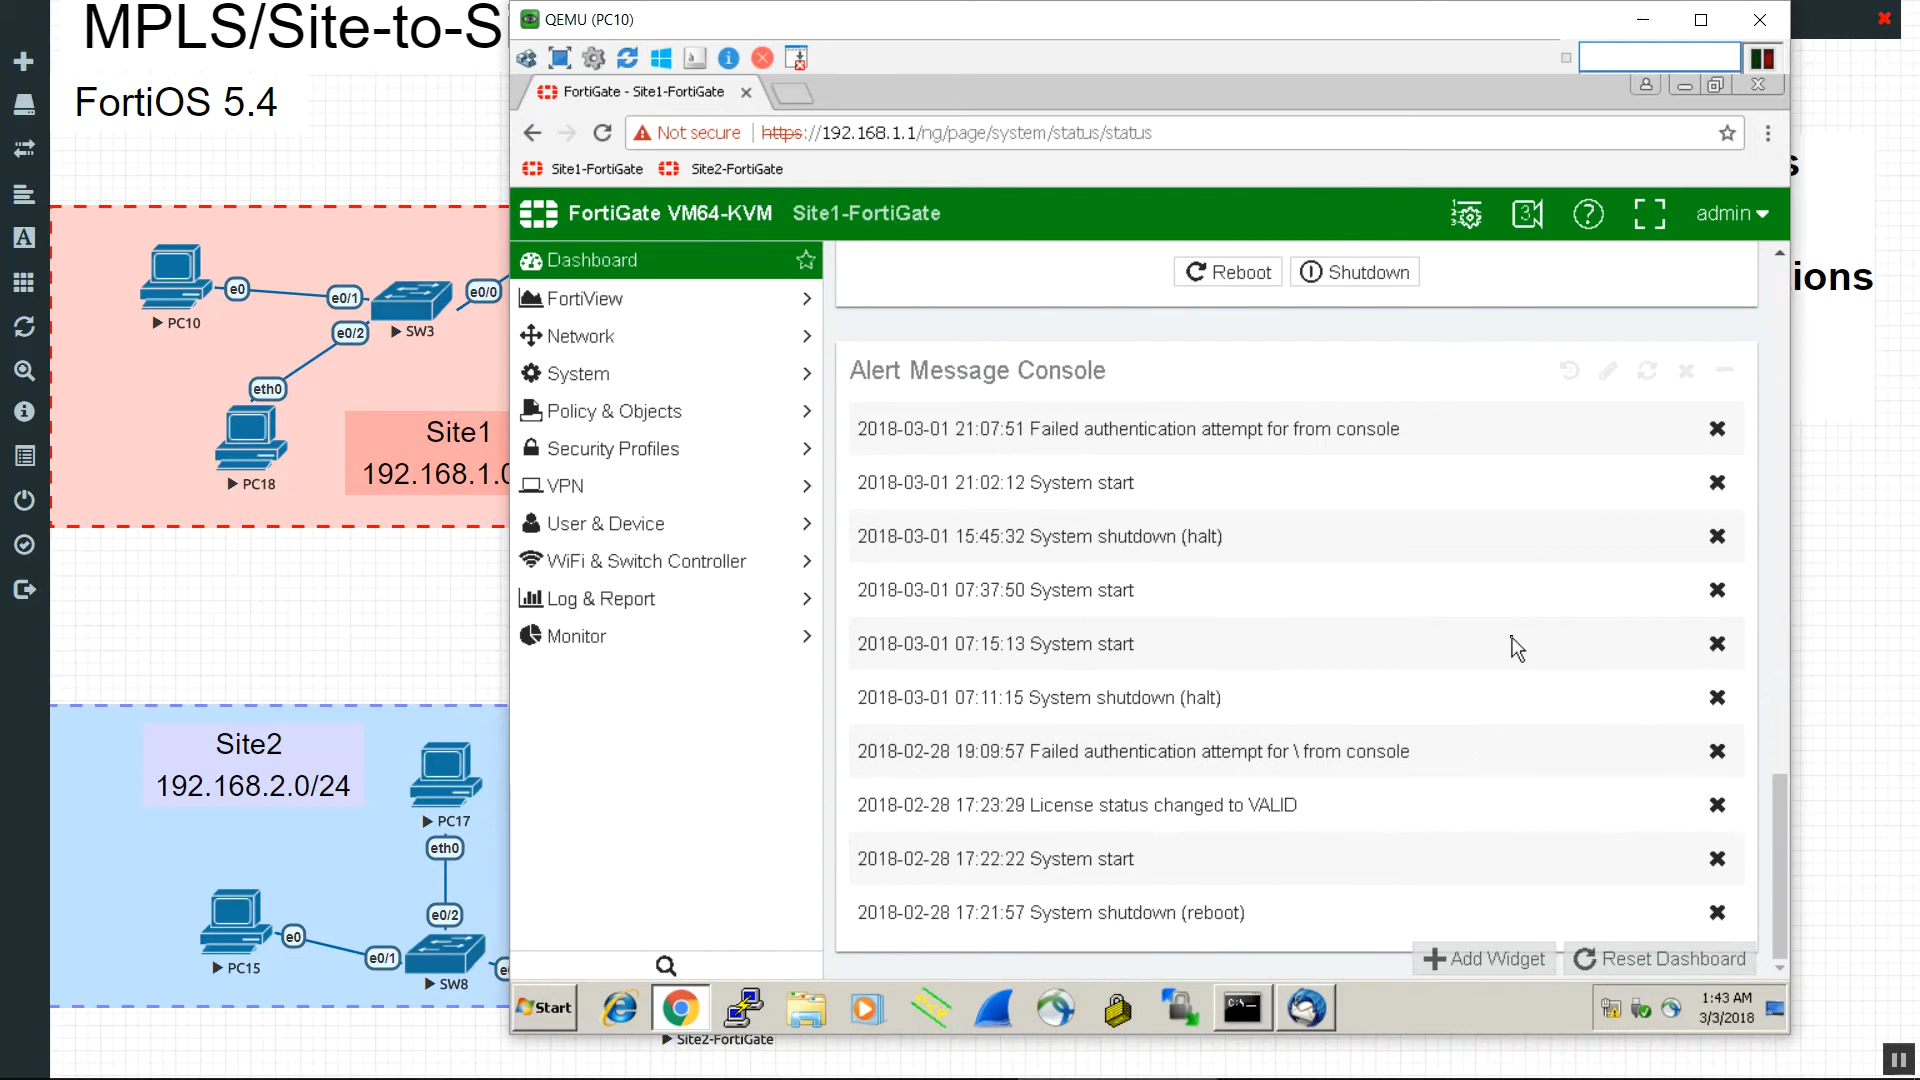 MPLS/Site-to-S
FortiOS 5.4
PC10
e0
e0/1
e0/2
SW3
e0/0
eth0
PC18
Site1
192.168.1.0
Site2
192.168.2.0/24
PC17
eth0
e0/2
PC15
e0
e0/1
SW8
Site2-FortiGate
ions
QEMU (PC10)
FortiGate - Site1-FortiGate
Not secure
https://192.168.1.1/ng/page/system/status/status
Site1-FortiGate
Site2-FortiGate
FortiGate VM64-KVM Site1-FortiGate
3
admin
Dashboard
FortiView
Network
System
Policy & Objects
Security Profiles
VPN
User & Device
WiFi & Switch Controller
Log & Report
Monitor
Reboot
Shutdown
Alert Message Console
2018-03-01 21:07:51 Failed authentication attempt for from console
2018-03-01 21:02:12 System start
2018-03-01 15:45:32 System shutdown (halt)
2018-03-01 07:37:50 System start
2018-03-01 07:15:13 System start
2018-03-01 07:11:15 System shutdown (halt)
2018-02-28 19:09:57 Failed authentication attempt for \ from console
2018-02-28 17:23:29 License status changed to VALID
2018-02-28 17:22:22 System start
2018-02-28 17:21:57 System shutdown (reboot)
Add Widget
Reset Dashboard
Start
1:43 AM
3/3/2018